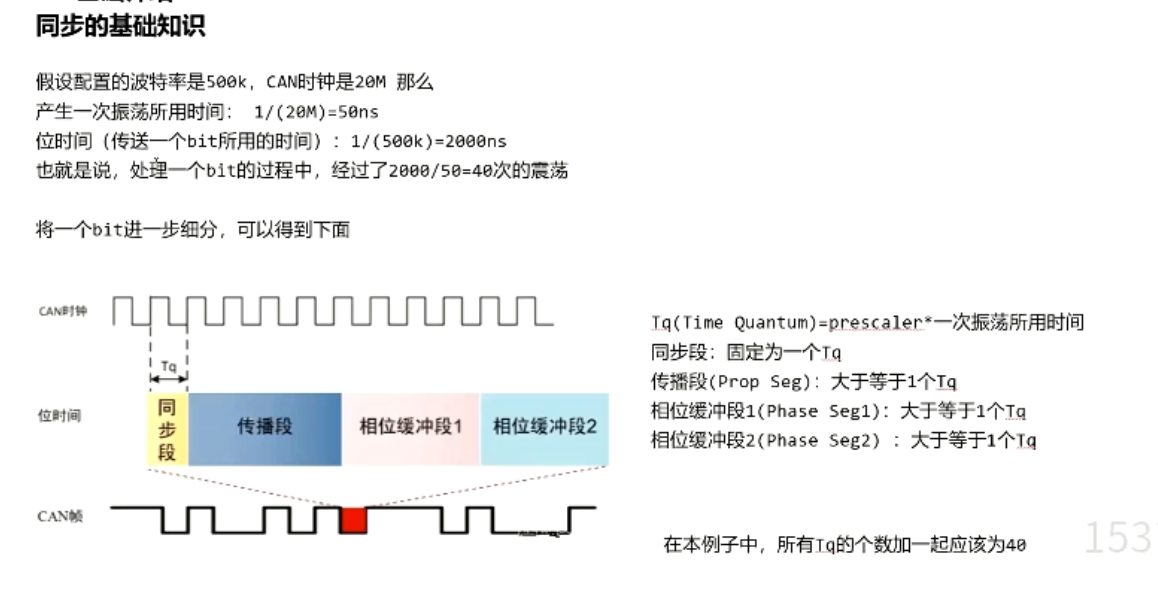 同步的基础知识
假设配置的波特率是500k，CAN时钟是20M 那么
产生一次振荡所用时间： 1/(20M)=50ns
位时间（传送一个bit所用的时间）：1/(500k)=2000ns
也就是说，处理一个bit的过程中，经过了2000/50=40次的震荡
将一个bit进一步细分，可以得到下面
CAN时钟
Tq
位时间
同步段
传播段
相位缓冲段1
相位缓冲段2
CAN帧
Tq(Time Quantum)=prescaler*一次振荡所用时间
同步段：固定为一个Tq
传播段(Prop Seg)：大于等于1个Tq
相位缓冲段1(Phase Seg1)：大于等于1个Tq
相位缓冲段2(Phase Seg2) ：大于等于1个Tq
在本例子中，所有Tq的个数加一起应该为40
153